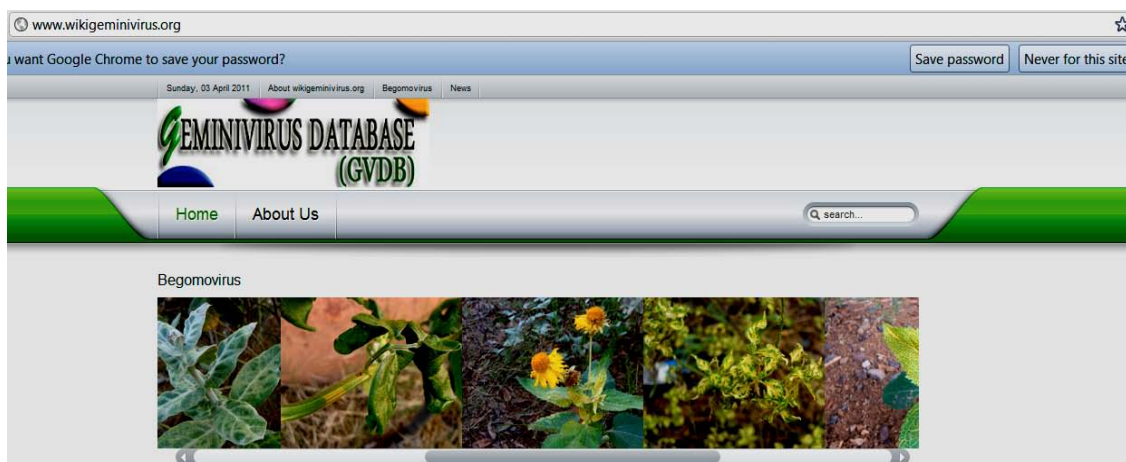 www.wikigeminivirus.org
want Google Chrome to save your password? Save password Never for this site
Sunday, 03 April 2011 About wikigeminivirus.org Begomovirus News
GEMINIVIRUS DATABASE
(GVDB)
Home About Us search...
Begomovirus